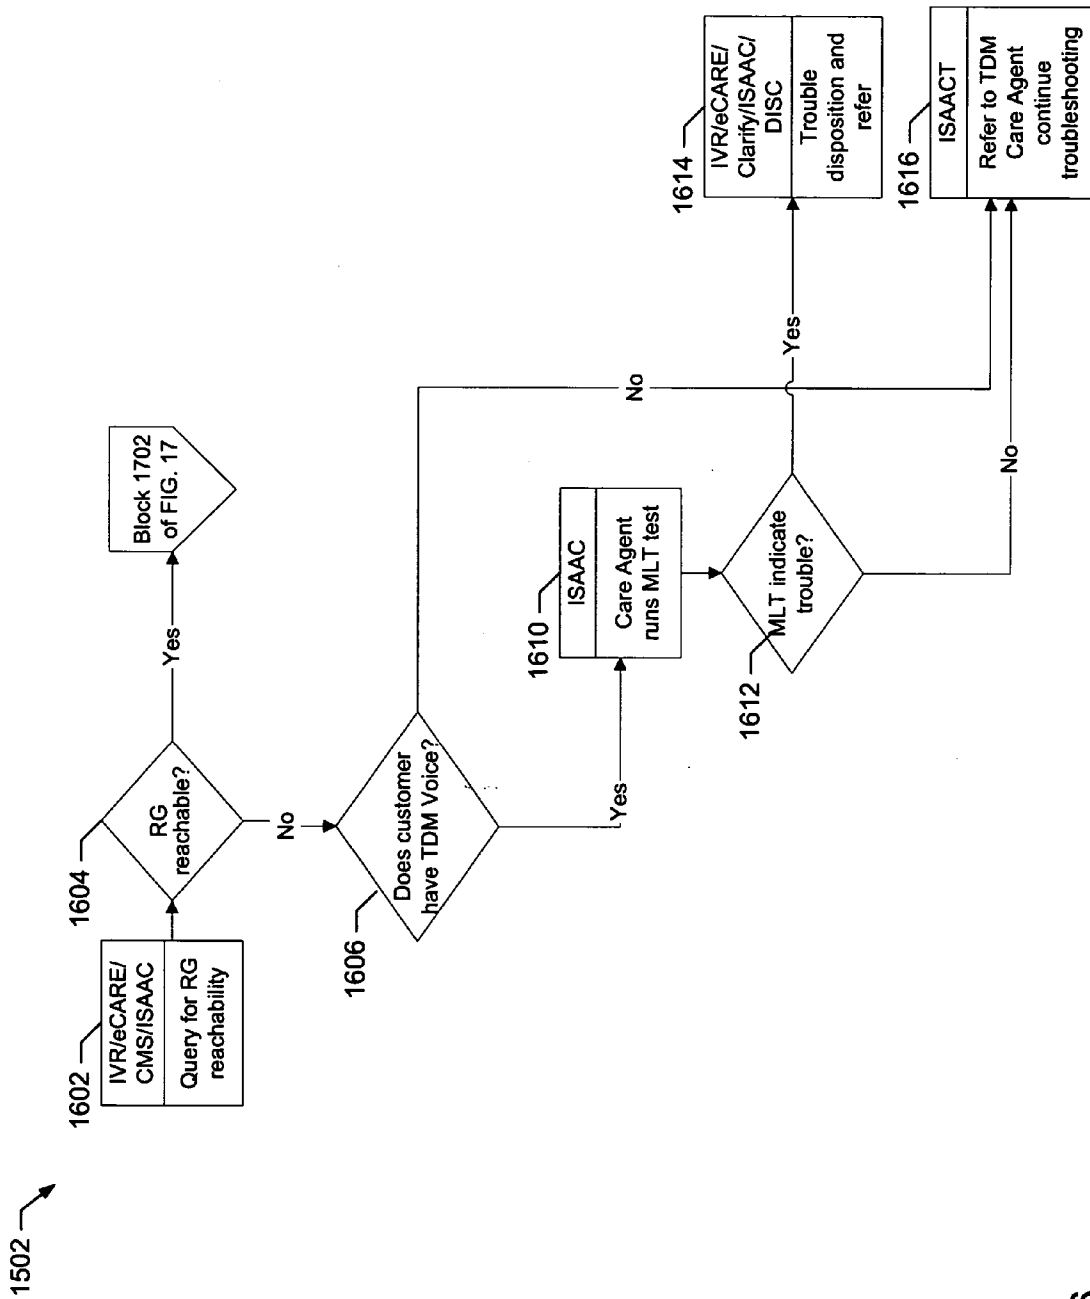 1502
1602
IVR/eCARE/
CMS/ISAAC
Query for RG
reachability
1604
RG
reachable?
Yes
Block 1702
of FIG. 17
No
1606
Does customer
have TDM Voice?
Yes
No
1610
ISAAC
Care Agent
runs MLT test
1612
MLT indicate
trouble?
Yes
No
1614
IVR/eCARE/
Clarify/ISAAC/
DISC
Trouble
disposition and
refer
1616
ISAACT
Refer to TDM
Care Agent
continue
troubleshooting